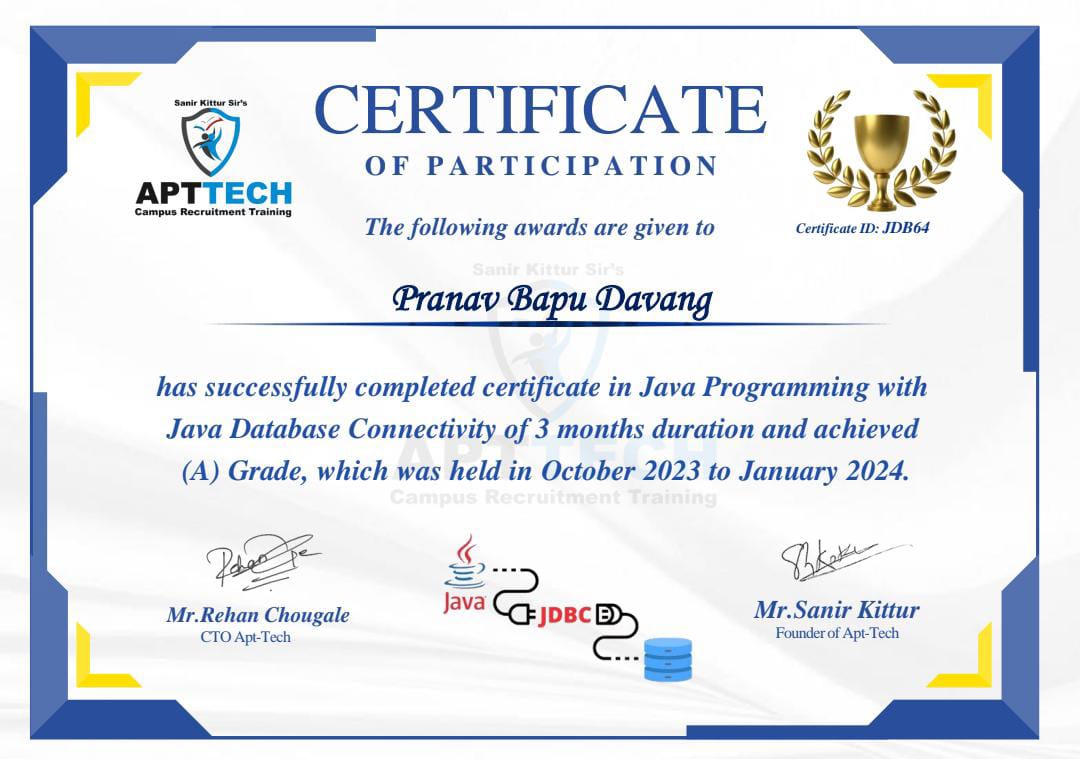 Sanir Kittur Sir's
APTTECH
Campus Recruitment Training
CERTIFICATE
OF PARTICIPATION
Certificate ID: JDB64
The following awards are given to
Sanir Kittur Sir's
Pranav Bapu Davang
has successfully completed certificate in Java Programming with
Java Database Connectivity of 3 months duration and achieved
APTTECH
(A) Grade, which was held in October 2023 to January 2024.
Campus Recruitment Training
Mr.Rehan Chougale
CTO Apt-Tech
Java
JDBC
Mr.Sanir Kittur
Founder of Apt-Tech